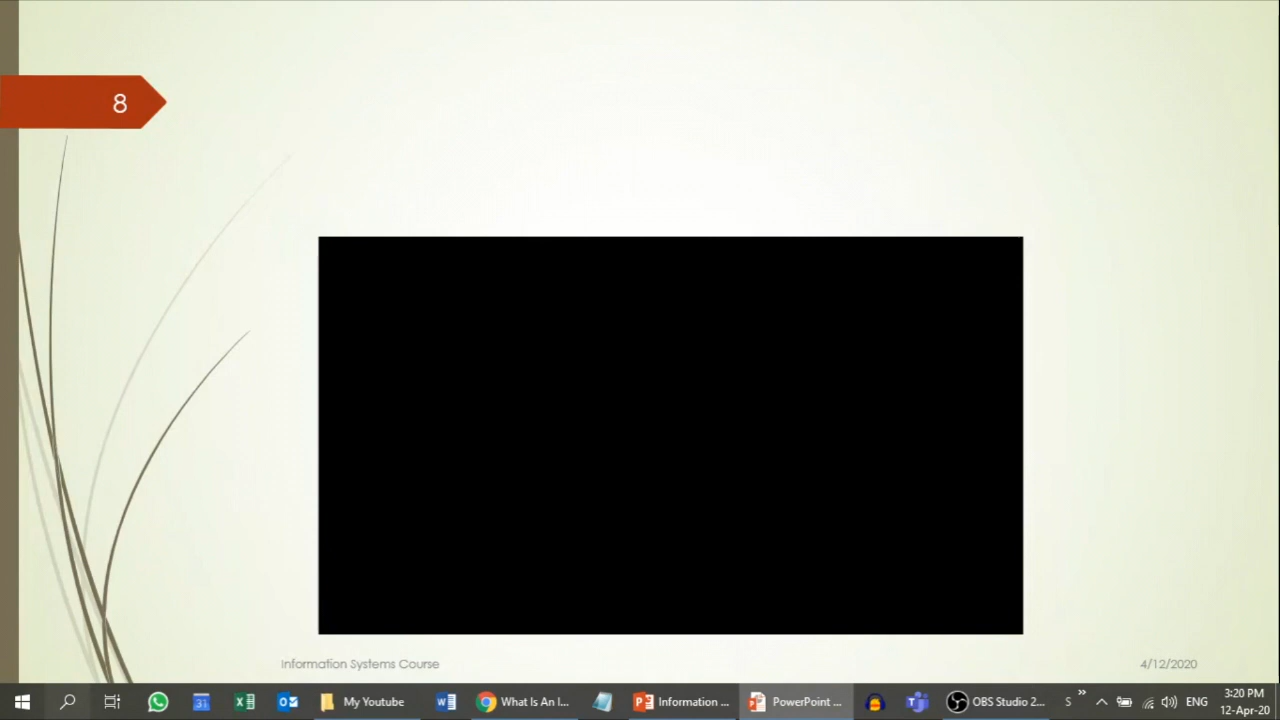 8
Information Systems Course
4/12/2020
31
My Youtube
What Is An I...
Information ...
PowerPoint ...
OBS Studio 2...
S
ENG
3:20 PM
12-Apr-20